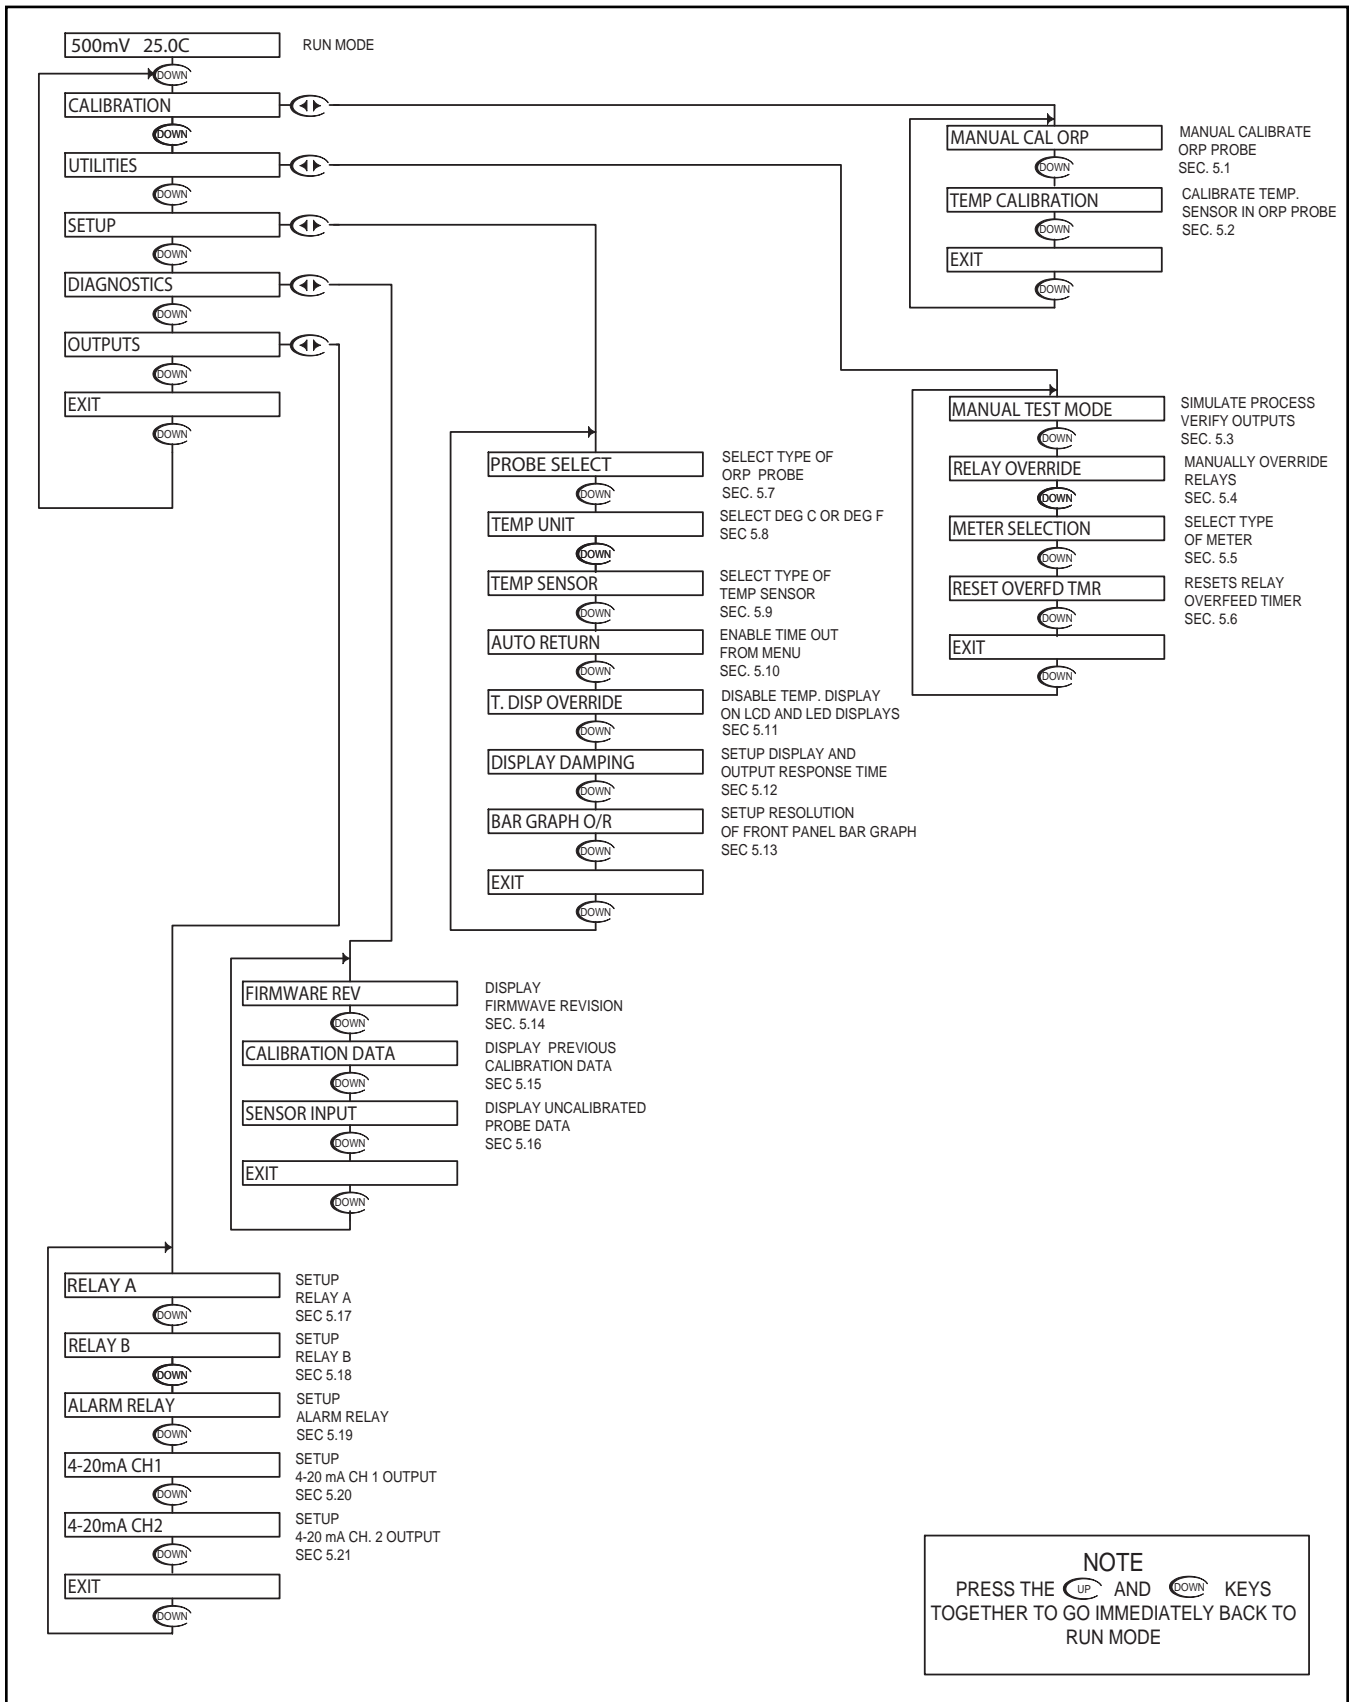 500mV 25.0C
RUN MODE
DOWN
CALIBRATION
DOWN
UTILITIES
DOWN
SETUP
DOWN
DIAGNOSTICS
DOWN
OUTPUTS
DOWN
EXIT
DOWN
MANUAL CAL ORP
MANUAL CALIBRATE
ORP PROBE
SEC. 5.1
DOWN
TEMP CALIBRATION
CALIBRATE TEMP.
SENSOR IN ORP PROBE
SEC. 5.2
DOWN
EXIT
DOWN
MANUAL TEST MODE
SIMULATE PROCESS
VERIFY OUTPUTS
SEC. 5.3
DOWN
RELAY OVERRIDE
MANUALLY OVERRIDE
RELAYS
SEC. 5.4
DOWN
METER SELECTION
SELECT TYPE
OF METER
SEC. 5.5
DOWN
RESET OVERFD TMR
RESETS RELAY
OVERFEED TIMER
SEC. 5.6
DOWN
EXIT
DOWN
PROBE SELECT
SELECT TYPE OF
ORP PROBE
SEC. 5.7
DOWN
TEMP UNIT
SELECT DEG C OR DEG F
SEC 5.8
DOWN
TEMP SENSOR
SELECT TYPE OF
TEMP SENSOR
SEC. 5.9
DOWN
AUTO RETURN
ENABLE TIME OUT
FROM MENU
SEC. 5.10
DOWN
T. DISP OVERRIDE
DISABLE TEMP. DISPLAY
ON LCD AND LED DISPLAYS
SEC 5.11
DOWN
DISPLAY DAMPING
SETUP DISPLAY AND
OUTPUT RESPONSE TIME
SEC 5.12
DOWN
BAR GRAPH O/R
SETUP RESOLUTION
OF FRONT PANEL BAR GRAPH
SEC 5.13
DOWN
EXIT
DOWN
FIRMWARE REV
DISPLAY
FIRMWAVE REVISION
SEC. 5.14
DOWN
CALIBRATION DATA
DISPLAY PREVIOUS
CALIBRATION DATA
SEC 5.15
DOWN
SENSOR INPUT
DISPLAY UNCALIBRATED
PROBE DATA
SEC 5.16
DOWN
EXIT
DOWN
RELAY A
SETUP
RELAY A
SEC 5.17
DOWN
RELAY B
SETUP
RELAY B
SEC 5.18
DOWN
ALARM RELAY
SETUP
ALARM RELAY
SEC 5.19
DOWN
4-20mA CH1
SETUP
4-20 mA CH 1 OUTPUT
SEC 5.20
DOWN
4-20mA CH2
SETUP
4-20 mA CH. 2 OUTPUT
SEC 5.21
DOWN
EXIT
DOWN
NOTE
PRESS THE UP AND DOWN KEYS
TOGETHER TO GO IMMEDIATELY BACK TO
RUN MODE